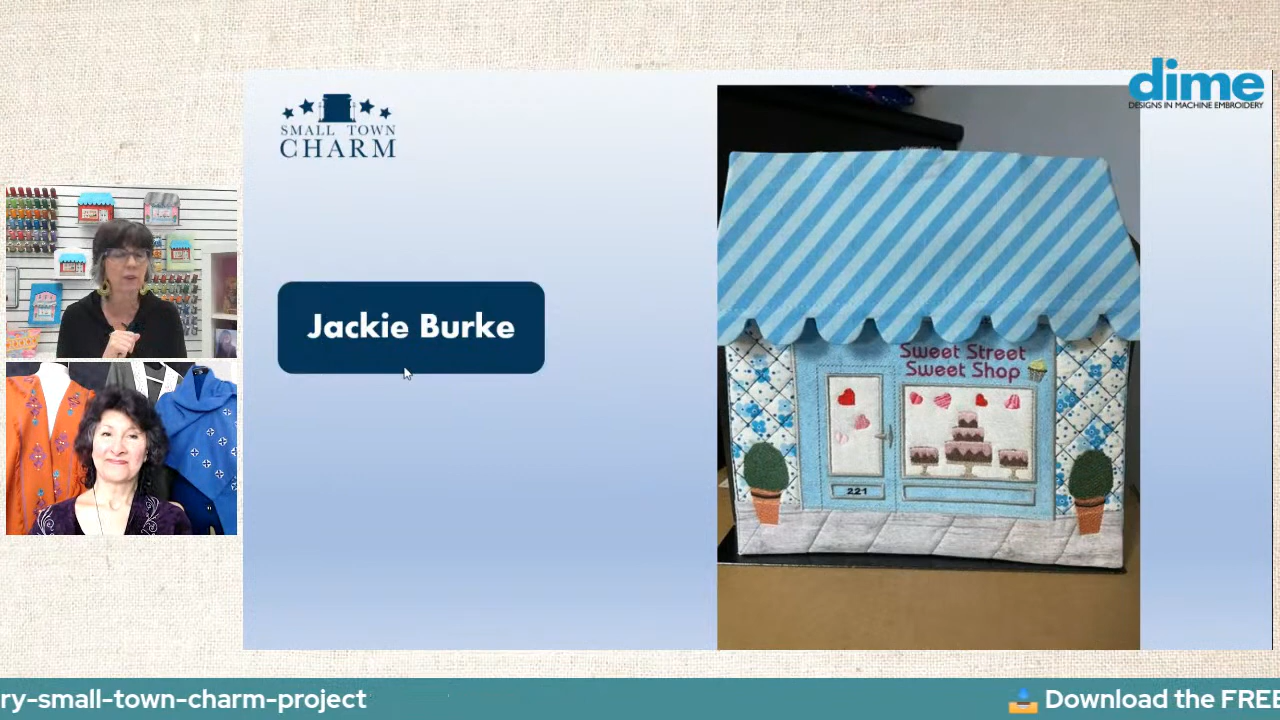 dime
DESIGNS IN MACHINE EMBROIDERY
SMALL TOWN
CHARM
Jackie Burke
Sweet Street
Sweet Shop
221
ry-small-town-charm-project
Download the FREE